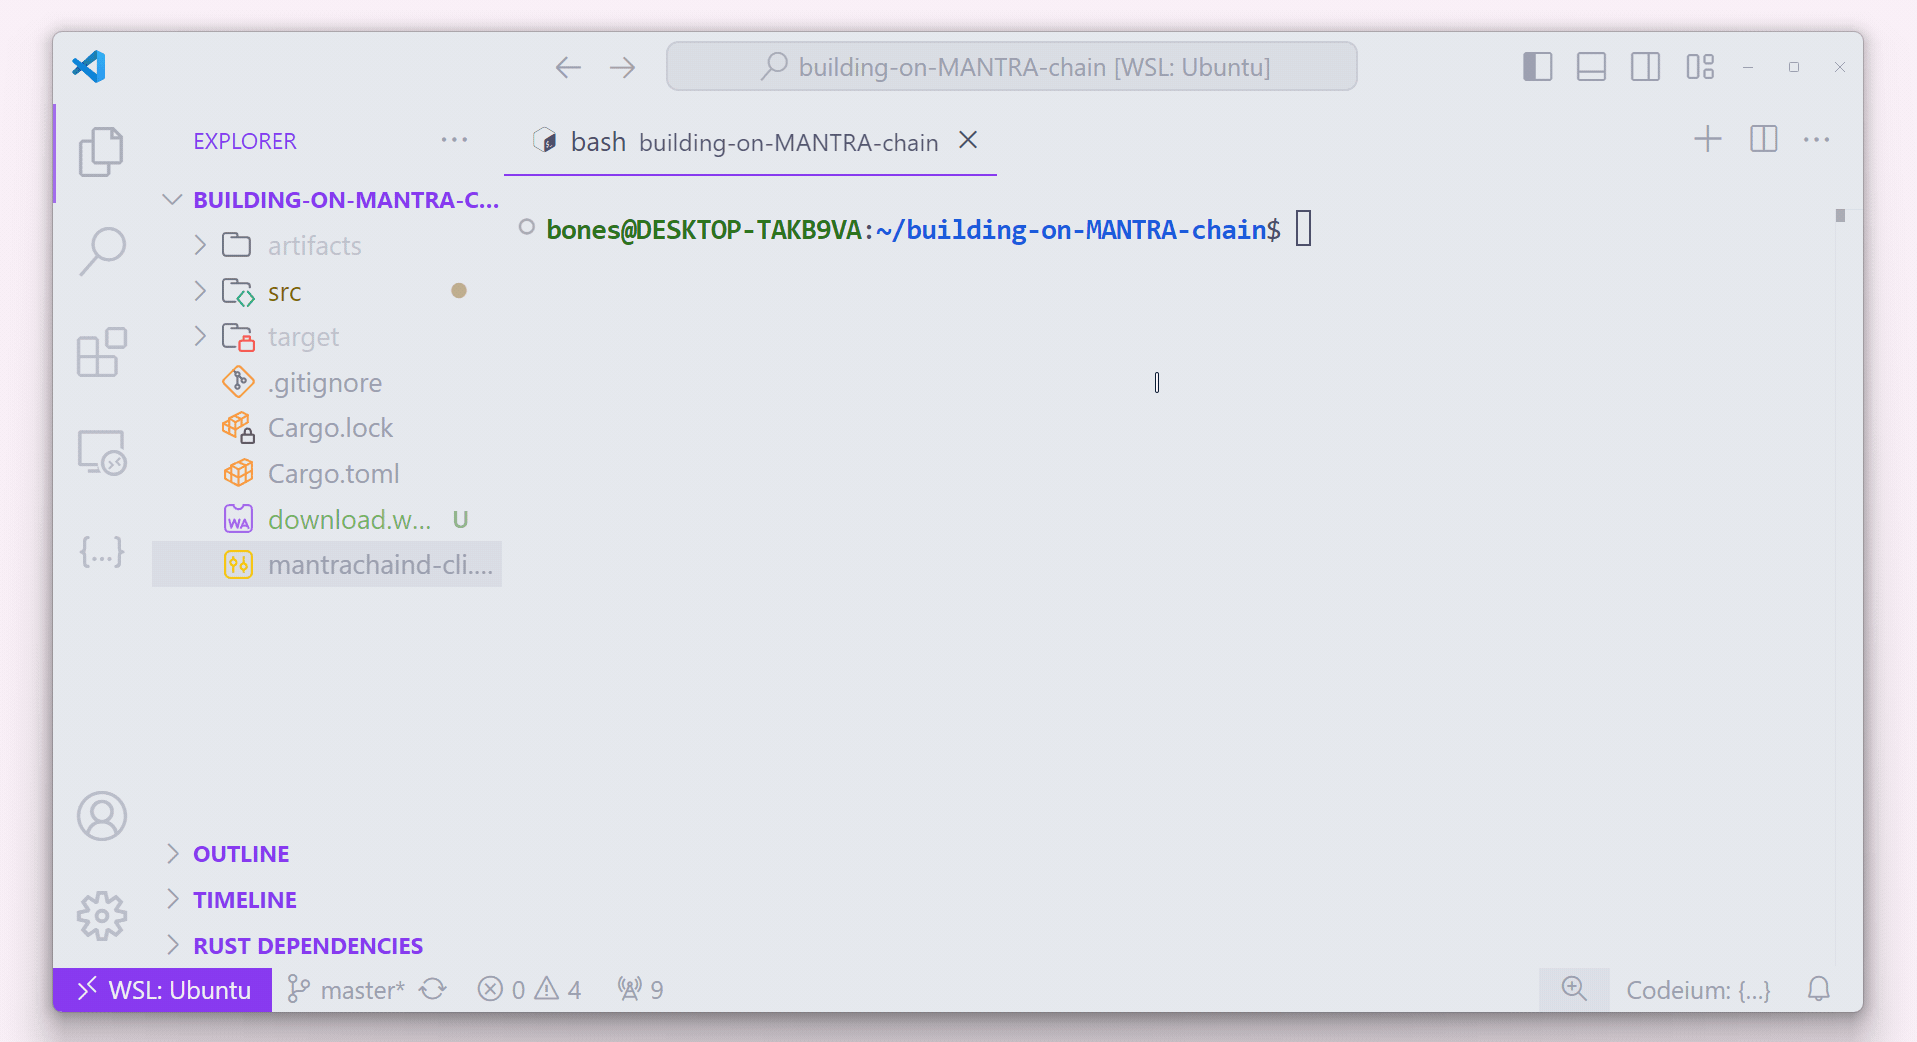 building-on-MANTRA-chain [WSL: Ubuntu]
EXPLORER
bash building-on-MANTRA-chain
BUILDING-ON-MANTRA-C...
artifacts
src
target
.gitignore
Cargo.lock
Cargo.toml
download.w... U
mantrachaind-cli....
bones@DESKTOP-TAKB9VA:~/building-on-MANTRA-chain$
OUTLINE
TIMELINE
RUST DEPENDENCIES
WSL: Ubuntu master* 0 4 9 Codeium: {...}